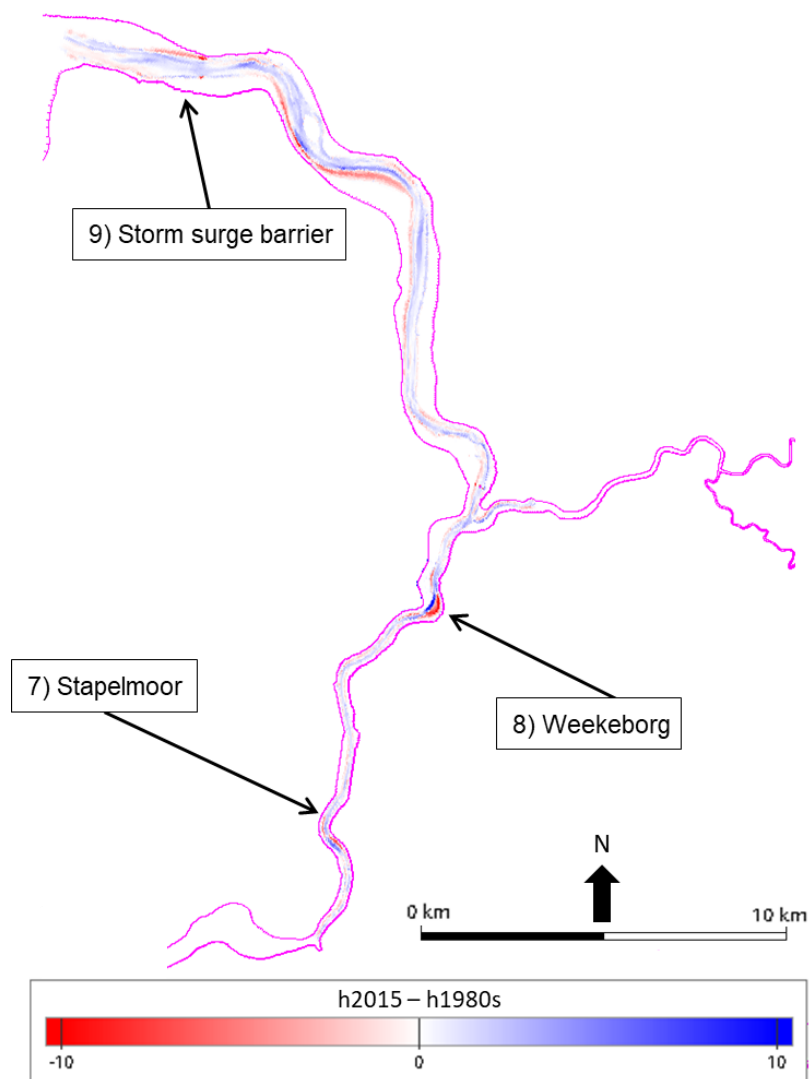 9) Storm surge barrier
7) Stapelmoor
8) Weekeborg
N
0 km
10 km
h2015 – h1980s
-10
0
10